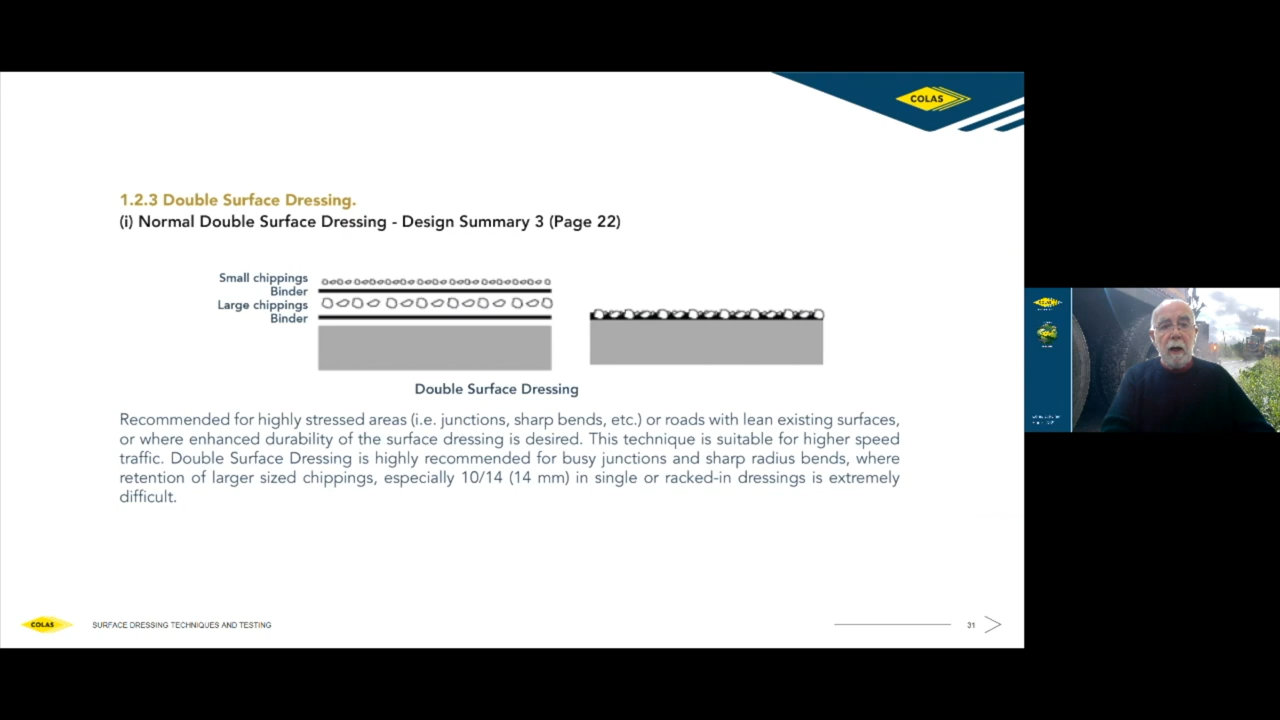 COLAS
1.2.3 Double Surface Dressing.
(i) Normal Double Surface Dressing - Design Summary 3 (Page 22)
Small chippings
Binder
Large chippings
Binder
Double Surface Dressing
Recommended for highly stressed areas (i.e. junctions, sharp bends, etc.) or roads with lean existing surfaces,
or where enhanced durability of the surface dressing is desired. This technique is suitable for higher speed
traffic. Double Surface Dressing is highly recommended for busy junctions and sharp radius bends, where
retention of larger sized chippings, especially 10/14 (14 mm) in single or racked-in dressings is extremely
difficult.
COLAS
SURFACE DRESSING TECHNIQUES AND TESTING
31